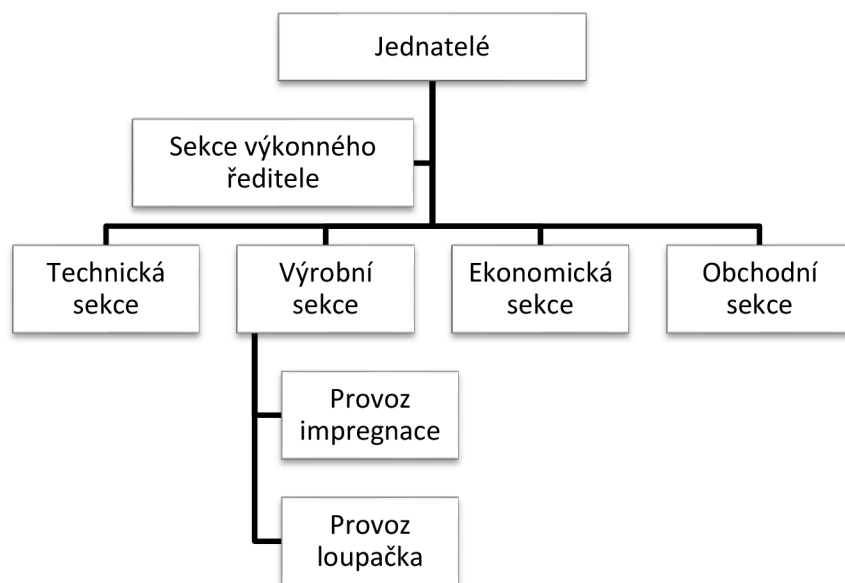 Jednatelé
Sekce výkonného
ředitele
Technická
sekce
Výrobní
sekce
Ekonomická
sekce
Obchodní
sekce
Provoz
impregnace
Provoz
loupačka